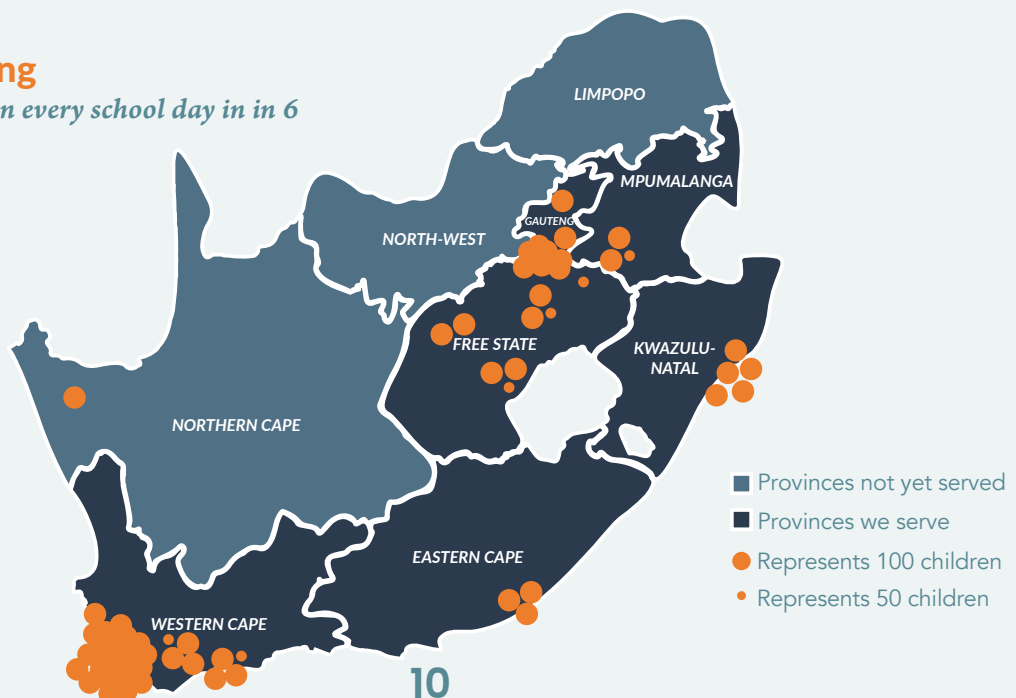 ng
n every school day in in 6
LIMPOPO
MPUMALANGA
GAUTENG
NORTH-WEST
FREE STATE
KWAZULU-
NATAL
NORTHERN CAPE
Provinces not yet served
Provinces we serve
EASTERN CAPE
Represents 100 children
Represents 50 children
WESTERN CAPE
10